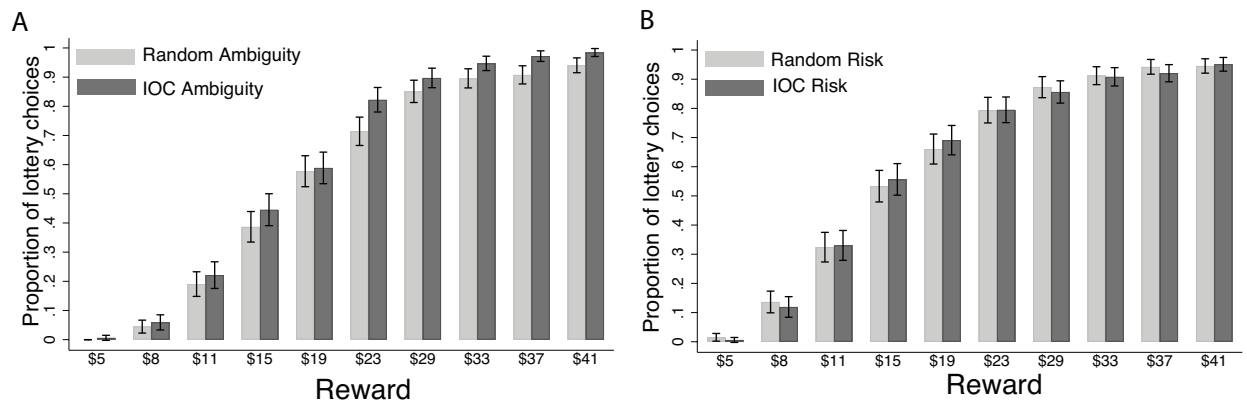 A
Random Ambiguity
IOC Ambiguity
Proportion of lottery choices
0 .1 .2 .3 .4 .5 .6 .7 .8 .9 1
$5 $8 $11 $15 $19 $23 $29 $33 $37 $41
Reward
B
Random Risk
IOC Risk
Proportion of lottery choices
0 .1 .2 .3 .4 .5 .6 .7 .8 .9 1
$5 $8 $11 $15 $19 $23 $29 $33 $37 $41
Reward